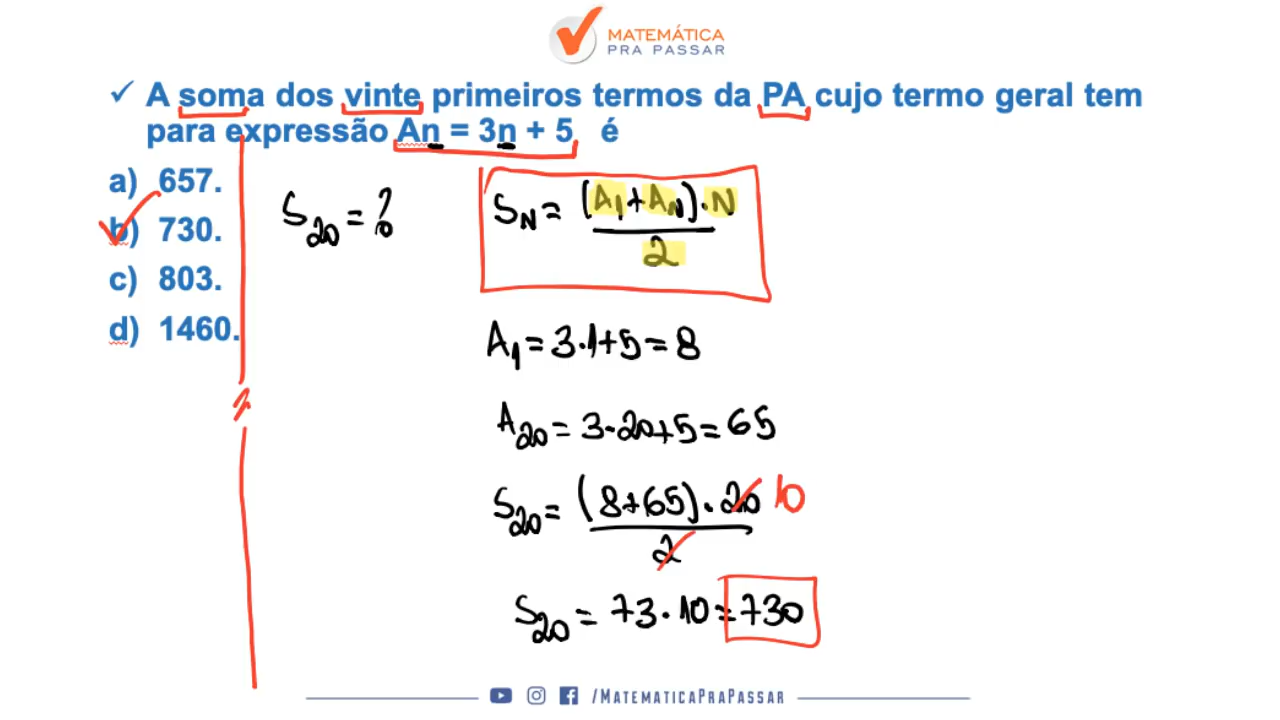 MATEMÁTICA
PRA PASSAR
✓ A soma dos vinte primeiros termos da PA cujo termo geral tem
para expressão An = 3n + 5 é
a) 657.
b) 730.
c) 803.
d) 1460.
S20 = ?
SN = (A1 + AN) · N / 2
A1 = 3·1+5 = 8
A20 = 3·20+5 = 65
S20 = (8+65) · 20 / 2 10
S20 = 73 · 10 = 730
/MATEMATICAPRAPASSAR